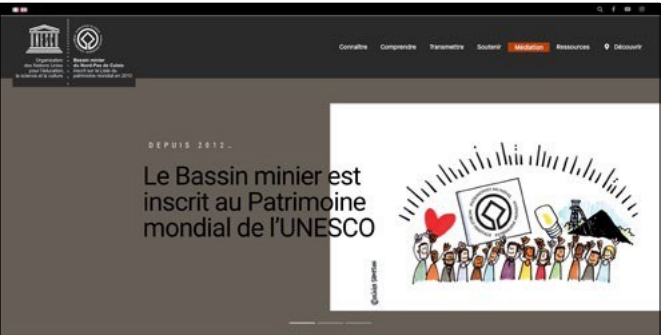 Connaître Comprendre Transmettre Soutenir Médiation Ressources Découvrir
Organisation
des Nations Unies
pour l'éducation,
la science et la culture
Bassin minier
du Nord-Pas de Calais
inscrit sur la Liste du
patrimoine mondial en 2012
DEPUIS 2012…
Le Bassin minier est
inscrit au Patrimoine
mondial de l'UNESCO